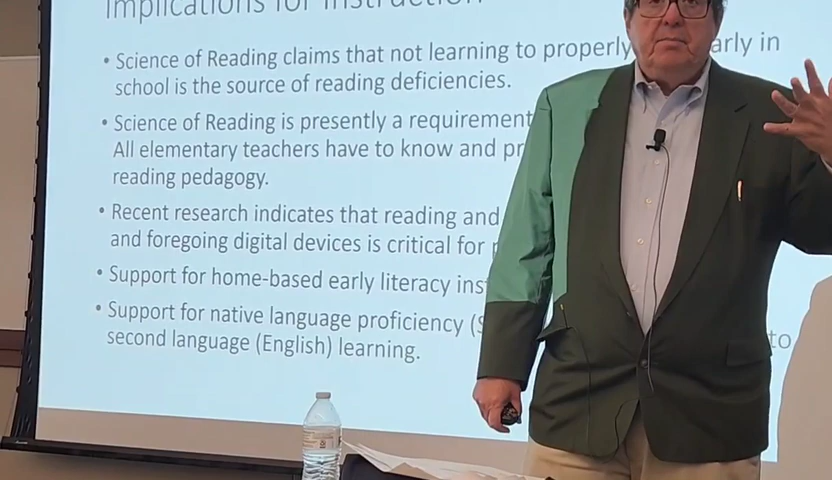 Implications for Instruction
• Science of Reading claims that not learning to properly early in
school is the source of reading deficiencies.
• Science of Reading is presently a requirement
All elementary teachers have to know and pr
reading pedagogy.
• Recent research indicates that reading and
and foregoing digital devices is critical for
• Support for home-based early literacy ins
• Support for native language proficiency (S to
second language (English) learning.